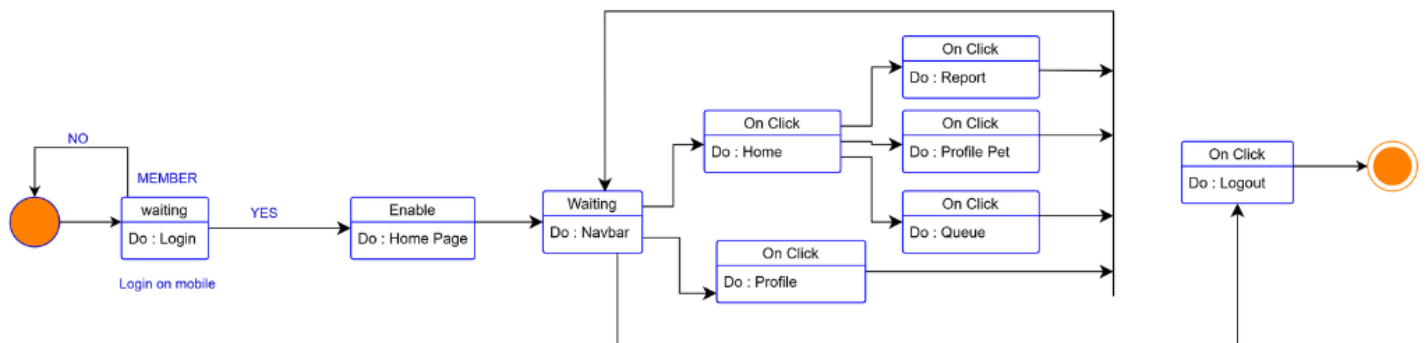 NO
MEMBER
waiting
Do : Login
Login on mobile
YES
Enable
Do : Home Page
Waiting
Do : Navbar
On Click
Do : Home
On Click
Do : Profile
On Click
Do : Report
On Click
Do : Profile Pet
On Click
Do : Queue
On Click
Do : Logout